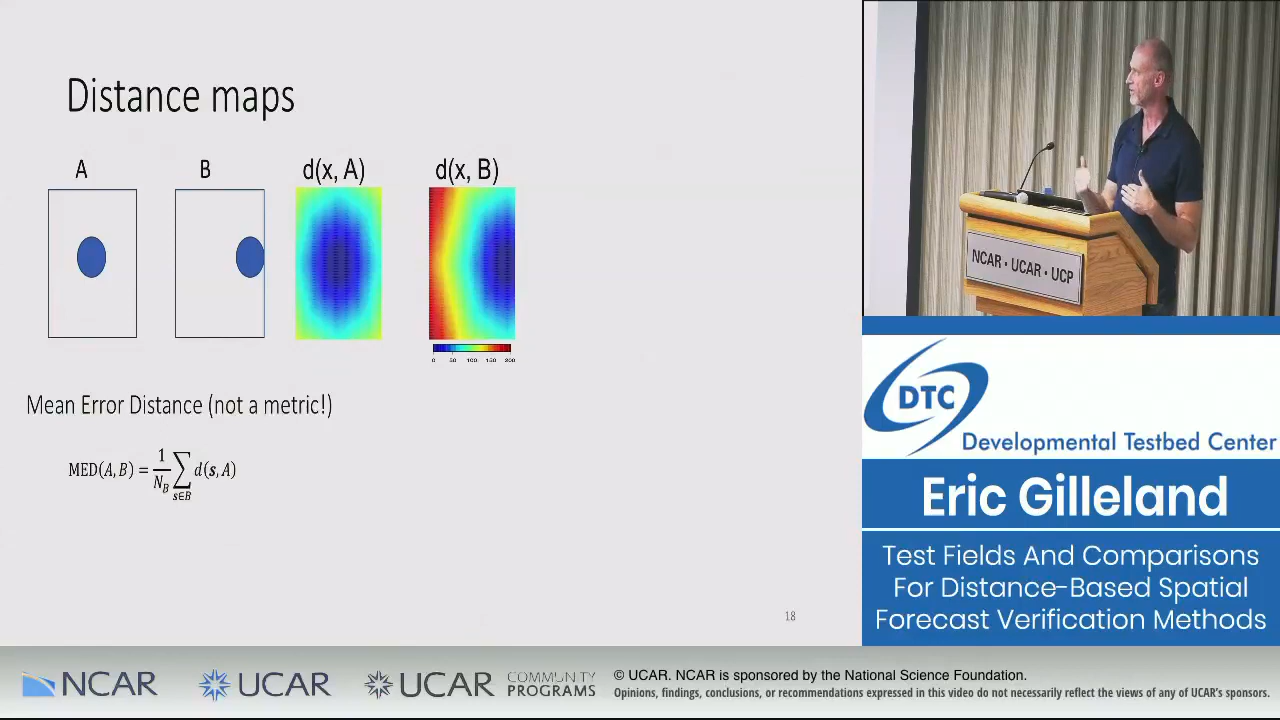 Distance maps
A
B
d(x, A)
d(x, B)
0 50 100 150 200
Mean Error Distance (not a metric!)
MED(A, B) = 1/N_B ∑_{s∈B} d(s, A)
18
NCAR • UCAR • UCP
DTC
Developmental Testbed Center
Eric Gilleland
Test Fields And Comparisons
For Distance-Based Spatial
Forecast Verification Methods
NCAR
UCAR
UCAR
COMMUNITY
PROGRAMS
© UCAR. NCAR is sponsored by the National Science Foundation.
Opinions, findings, conclusions, or recommendations expressed in this video do not necessarily reflect the views of any of UCAR's sponsors.